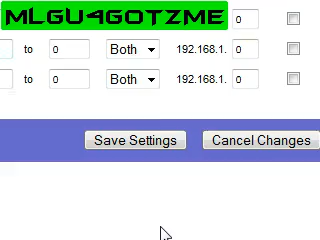 MLGU4GOTZME 0
to 0 Both 192.168.1. 0
to 0 Both 192.168.1. 0
Save Settings Cancel Changes